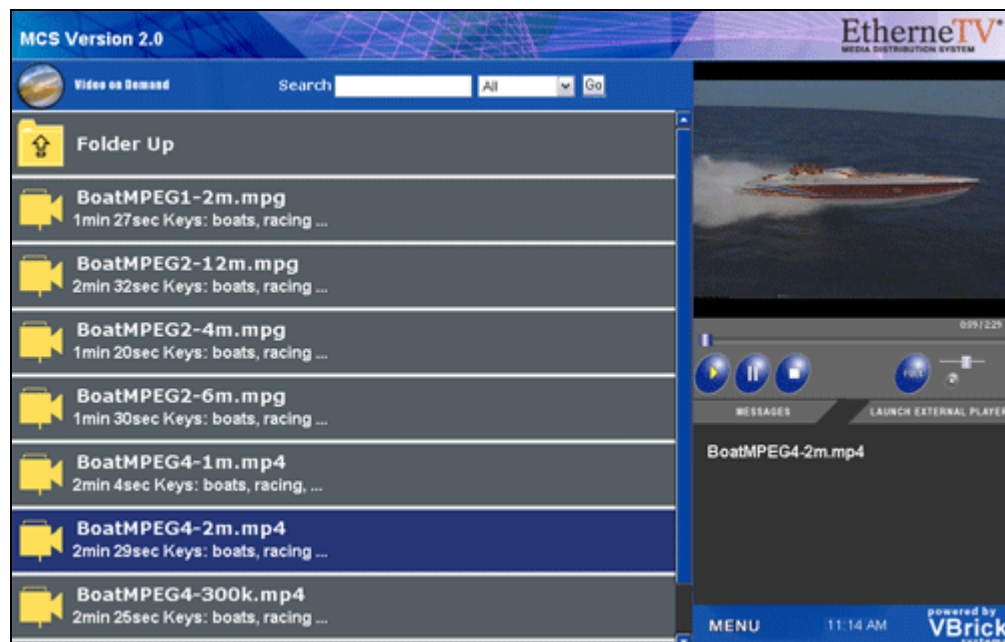 MCS Version 2.0
EtherneTV
MEDIA DISTRIBUTION SYSTEM
Video on Demand
Search
All
Go
Folder Up
BoatMPEG1-2m.mpg
1min 27sec Keys: boats, racing ...
BoatMPEG2-12m.mpg
2min 32sec Keys: boats, racing ...
BoatMPEG2-4m.mpg
1min 20sec Keys: boats, racing ...
BoatMPEG2-6m.mpg
1min 30sec Keys: boats, racing ...
BoatMPEG4-1m.mp4
2min 4sec Keys: boats, racing, ...
BoatMPEG4-2m.mp4
2min 29sec Keys: boats, racing ...
BoatMPEG4-300k.mp4
2min 25sec Keys: boats, racing ...
0:09 / 2:29
MESSAGES
LAUNCH EXTERNAL PLAYER
BoatMPEG4-2m.mp4
MENU
11:14 AM
powered by
VBrick